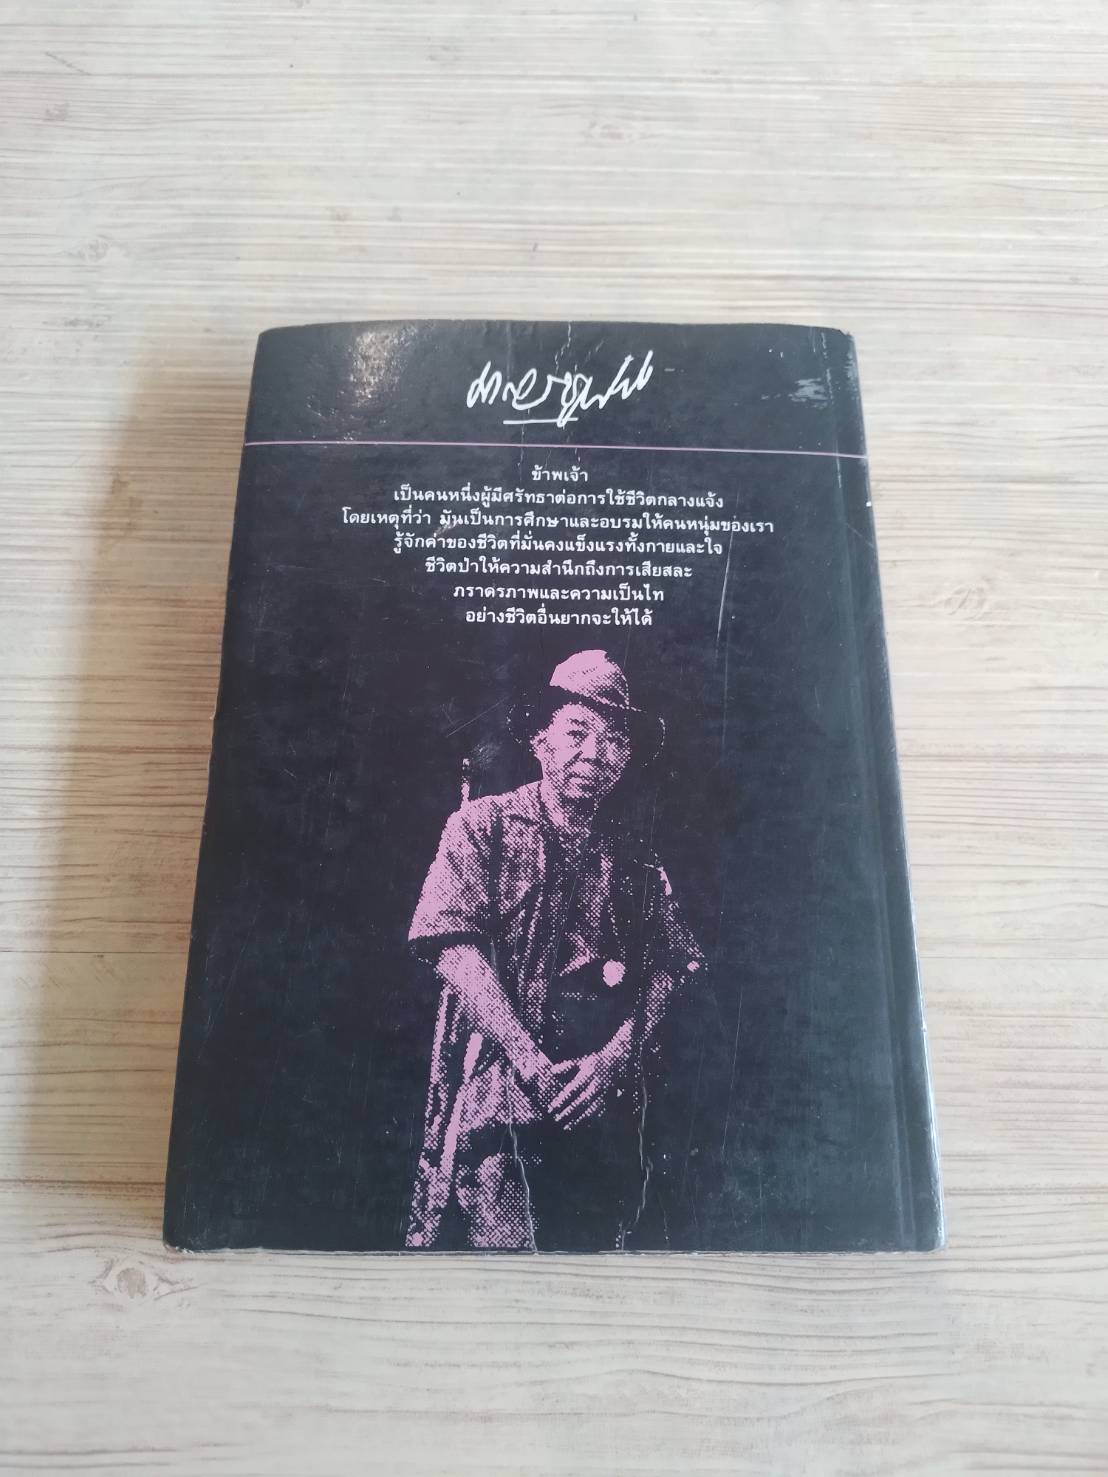 ข้าพเจ้า
เป็นคนหนึ่งผู้มีศรัทธาต่อการใช้ชีวิตกลางแจ้ง
โดยเหตุที่ว่า มันเป็นการศึกษาและอบรมให้คนหนุ่มของเรา
รู้จักค่าของชีวิตที่มั่นคงแข็งแรงทั้งกายและใจ
ชีวิตป่าให้ความสำนึกถึงการเสียสละ
ภราดรภาพและความเป็นไท
อย่างชีวิตอื่นยากจะให้ได้